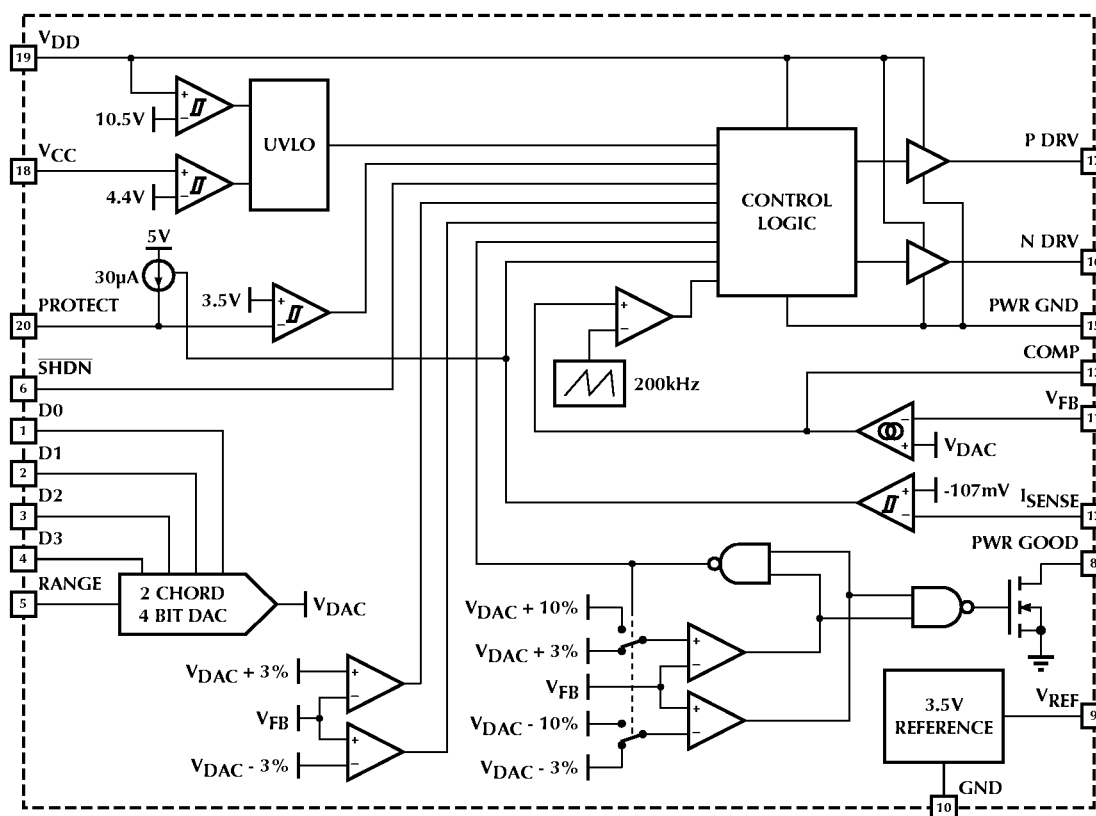 VDD
19
10.5V
+
−
UVLO
VCC
18
4.4V
+
−
CONTROL
LOGIC
P DRV
N DRV
5V
30µA
PROTECT
20
3.5V
+
−
PWR GND
SHDN
6
+
−
200kHz
COMP
VFB
−
+
VDAC
D0
1
D1
2
D2
3
D3
4
RANGE
5
2 CHORD
4 BIT DAC
VDAC
+
−
-107mV
ISENSE
PWR GOOD
8
VDAC + 10%
VDAC + 3%
VFB
VDAC - 10%
VDAC - 3%
+
−
+
−
VDAC + 3%
VFB
VDAC - 3%
+
−
+
−
3.5V
REFERENCE
VREF
9
GND
10